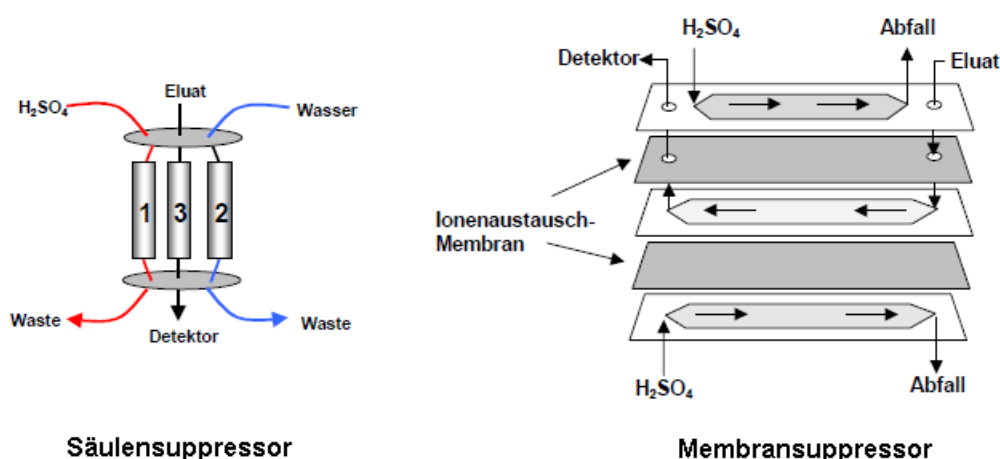 Eluat
H₂SO₄
Wasser
1 3 2
Waste
Waste
Detektor
Säulensuppressor
H₂SO₄
Abfall
Detektor
Eluat
Ionenaustausch-
Membran
H₂SO₄
Abfall
Membransuppressor